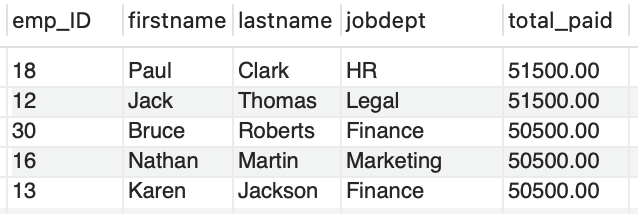 emp_ID firstname lastname jobdept total_paid
18 Paul Clark HR 51500.00
12 Jack Thomas Legal 51500.00
30 Bruce Roberts Finance 50500.00
16 Nathan Martin Marketing 50500.00
13 Karen Jackson Finance 50500.00